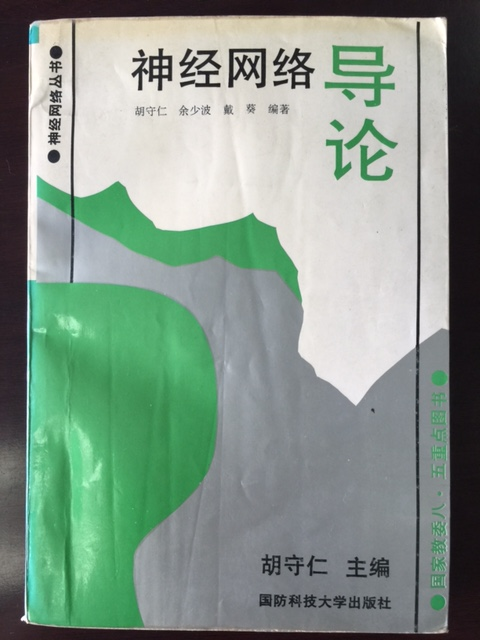 神经网络导论
胡守仁 余少波 戴 葵 编著
●神经网络丛书●
●国家教委八·五重点图书●
胡守仁 主编
国防科技大学出版社